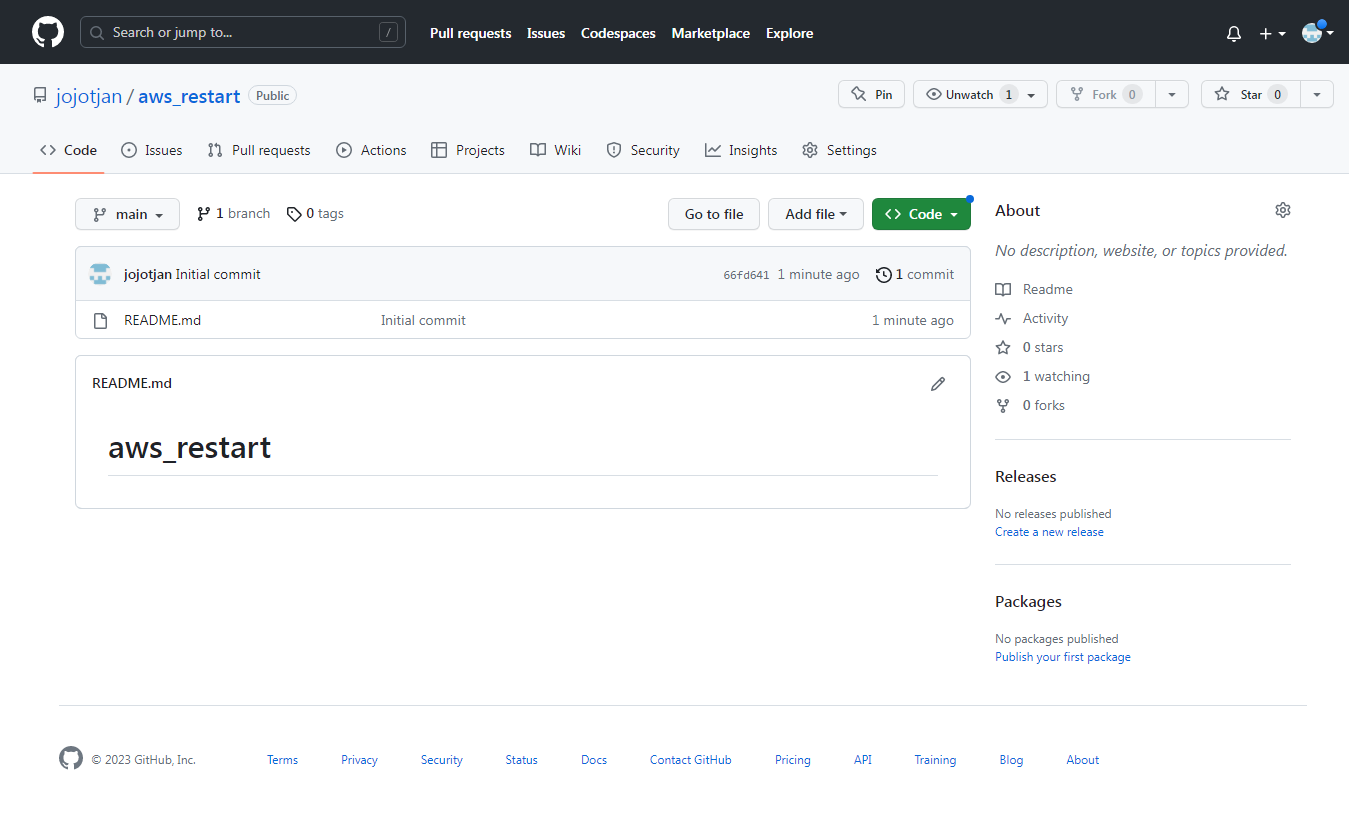 Search or jump to... /
Pull requests Issues Codespaces Marketplace Explore
jojotjan / aws_restart Public
Pin Unwatch 1 Fork 0 Star 0
Code Issues Pull requests Actions Projects Wiki Security Insights Settings
main 1 branch 0 tags Go to file Add file Code
jojotjan Initial commit 66fd641 1 minute ago 1 commit
README.md Initial commit 1 minute ago
README.md
aws_restart
About
No description, website, or topics provided.
Readme
Activity
0 stars
1 watching
0 forks
Releases
No releases published
Create a new release
Packages
No packages published
Publish your first package
© 2023 GitHub, Inc. Terms Privacy Security Status Docs Contact GitHub Pricing API Training Blog About